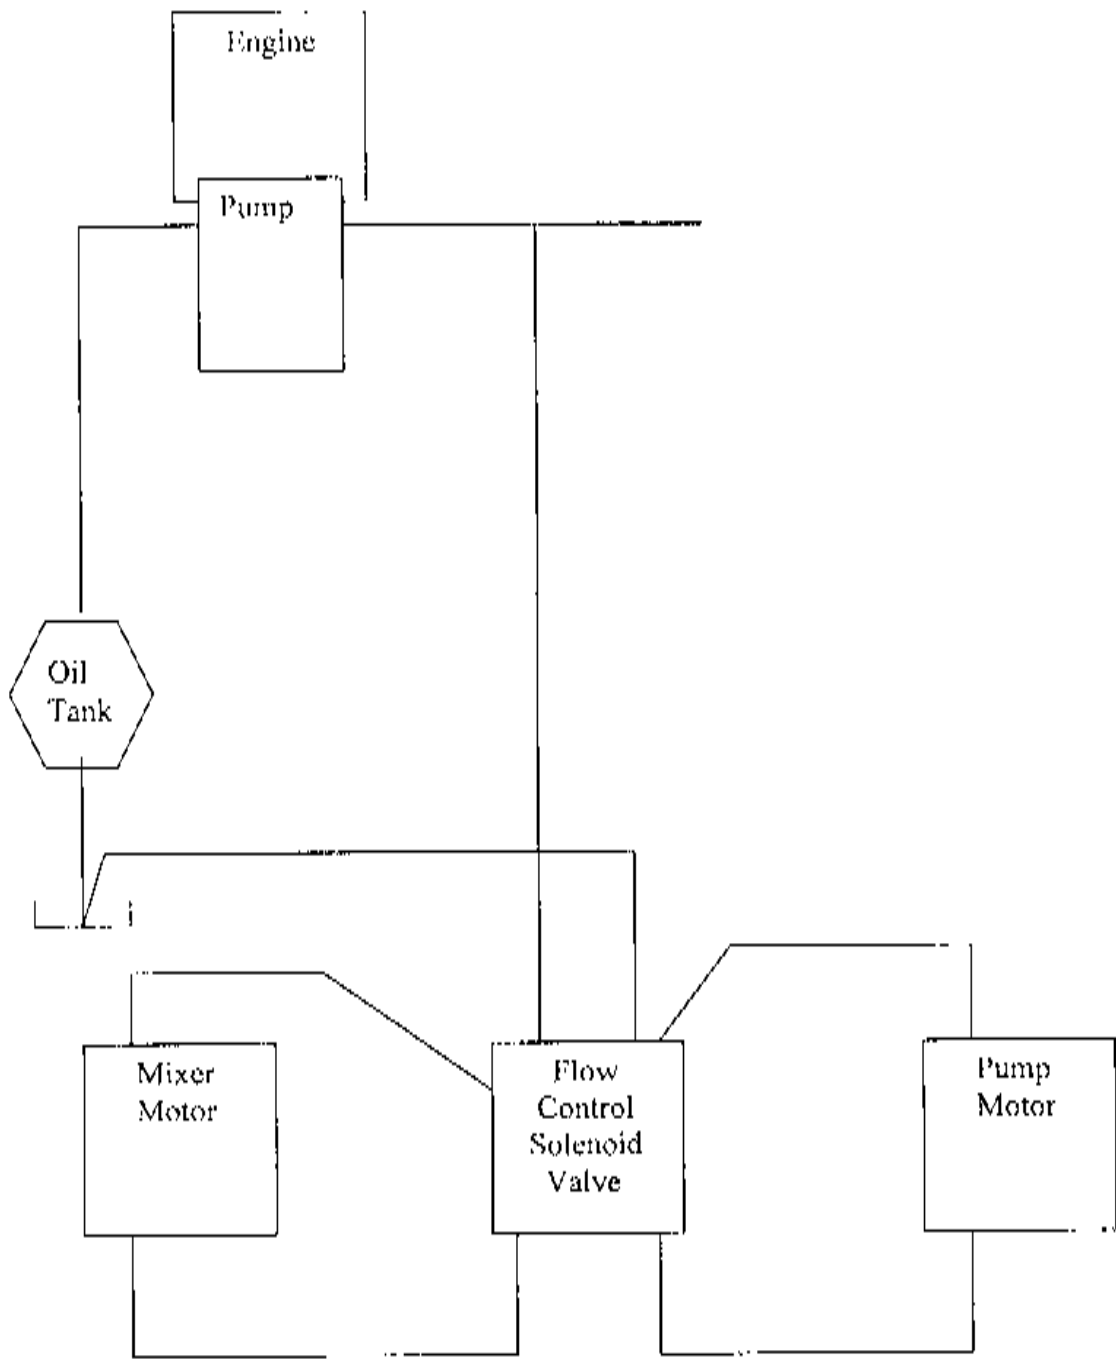 Engine
Pump
Oil
Tank
Mixer
Motor
Flow
Control
Solenoid
Valve
Pump
Motor